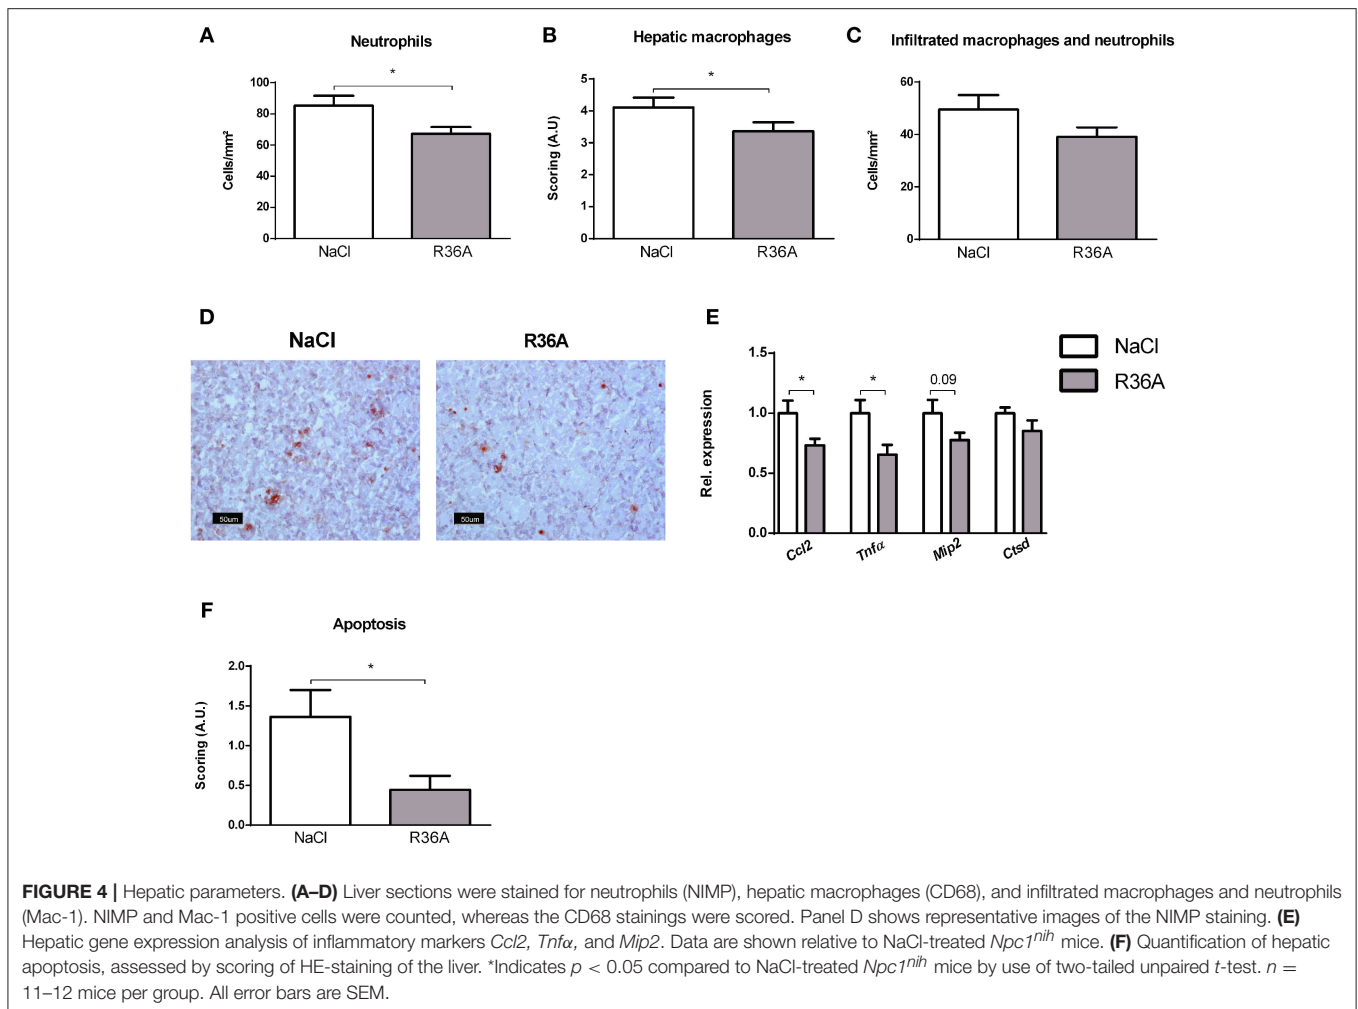 A
Neutrophils
*
100
80
60
40
20
0
Cells/mm²
NaCl
R36A
B
Hepatic macrophages
*
5
4
3
2
1
0
Scoring (A.U)
NaCl
R36A
C
Infiltrated macrophages and neutrophils
60
40
20
0
Cells/mm²
NaCl
R36A
D
NaCl
R36A
50um
50um
E
NaCl
R36A
1.5
1.0
0.5
0.0
Rel. expression
*
*
0.09
Ccl2
Tnfα
Mip2
Ctsd
F
Apoptosis
*
2.0
1.5
1.0
0.5
0.0
Scoring (A.U.)
NaCl
R36A
FIGURE 4 | Hepatic parameters. (A–D) Liver sections were stained for neutrophils (NIMP), hepatic macrophages (CD68), and infiltrated macrophages and neutrophils
(Mac-1). NIMP and Mac-1 positive cells were counted, whereas the CD68 stainings were scored. Panel D shows representative images of the NIMP staining. (E)
Hepatic gene expression analysis of inflammatory markers Ccl2, Tnfα, and Mip2. Data are shown relative to NaCl-treated Npc1nih mice. (F) Quantification of hepatic
apoptosis, assessed by scoring of HE-staining of the liver. *Indicates p < 0.05 compared to NaCl-treated Npc1nih mice by use of two-tailed unpaired t-test. n =
11–12 mice per group. All error bars are SEM.